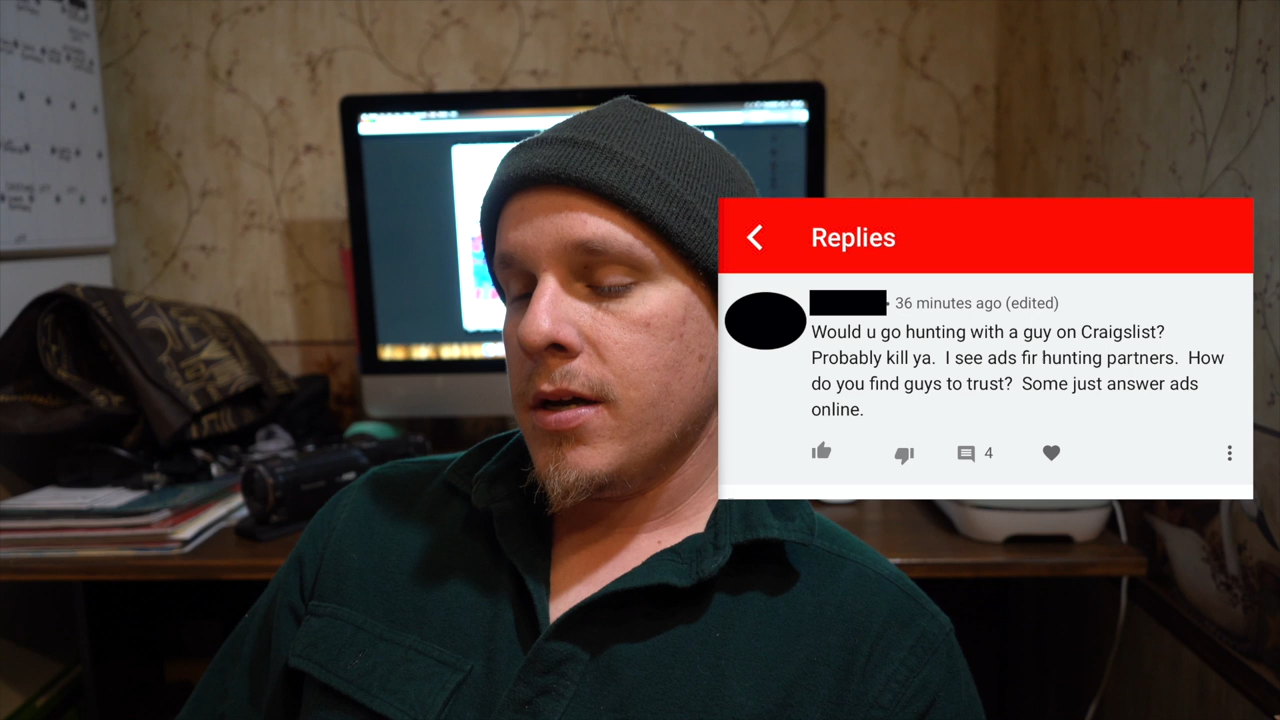 Replies
36 minutes ago (edited)
Would u go hunting with a guy on Craigslist?
Probably kill ya.  I see ads fir hunting partners.  How
do you find guys to trust?  Some just answer ads
online.
4